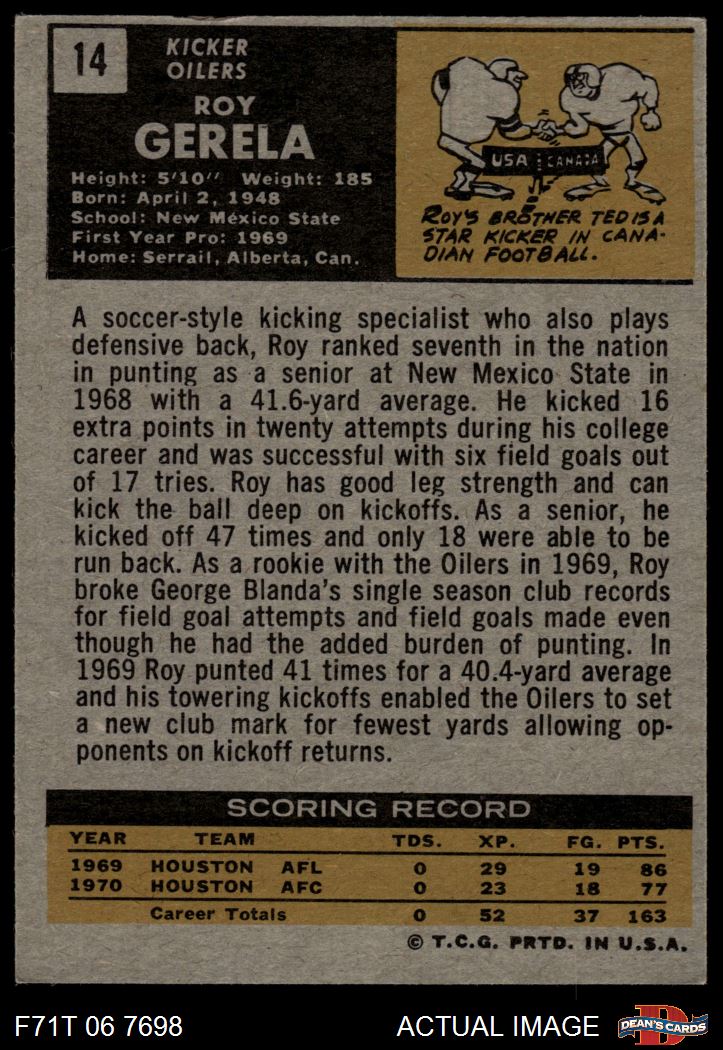 14
KICKER
OILERS
ROY
GERELA
Height: 5'10" Weight: 185
Born: April 2, 1948
School: New México State
First Year Pro: 1969
Home: Serrail, Alberta, Can.
USA CANADA
ROY'S BROTHER TED IS A
STAR KICKER IN CANA-
DIAN FOOTBALL.
A soccer-style kicking specialist who also plays
defensive back, Roy ranked seventh in the nation
in punting as a senior at New Mexico State in
1968 with a 41.6-yard average. He kicked 16
extra points in twenty attempts during his college
career and was successful with six field goals out
of 17 tries. Roy has good leg strength and can
kick the ball deep on kickoffs. As a senior, he
kicked off 47 times and only 18 were able to be
run back. As a rookie with the Oilers in 1969, Roy
broke George Blanda's single season club records
for field goal attempts and field goals made even
though he had the added burden of punting. In
1969 Roy punted 41 times for a 40.4-yard average
and his towering kickoffs enabled the Oilers to set
a new club mark for fewest yards allowing op-
ponents on kickoff returns.
SCORING RECORD
YEAR TEAM TDS. XP. FG. PTS.
1969 HOUSTON AFL 0 29 19 86
1970 HOUSTON AFC 0 23 18 77
Career Totals 0 52 37 163
© T.C.G. PRTD. IN U.S.A.
F71T 06 7698 ACTUAL IMAGE
D
DEAN'S CARDS